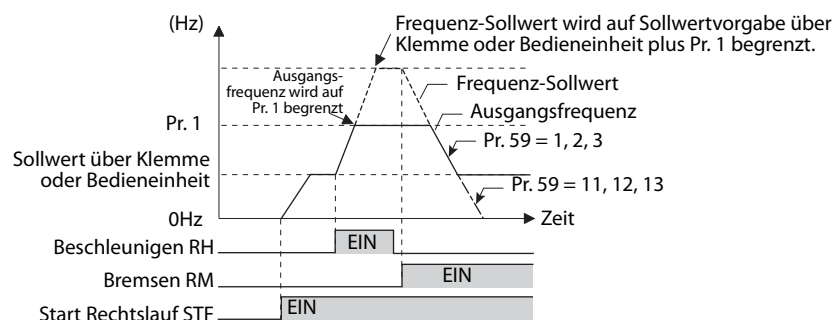 (Hz)
Frequenz-Sollwert wird auf Sollwertvorgabe über
Klemme oder Bedieneinheit plus Pr. 1 begrenzt.
Ausgangs-
frequenz wird auf
Pr. 1 begrenzt
Frequenz-Sollwert
Ausgangsfrequenz
Pr. 1
Pr. 59 = 1, 2, 3
Sollwert über Klemme
oder Bedieneinheit
Pr. 59 = 11, 12, 13
0Hz
Zeit
Beschleunigen RH
EIN
Bremsen RM
EIN
Start Rechtslauf STF
EIN